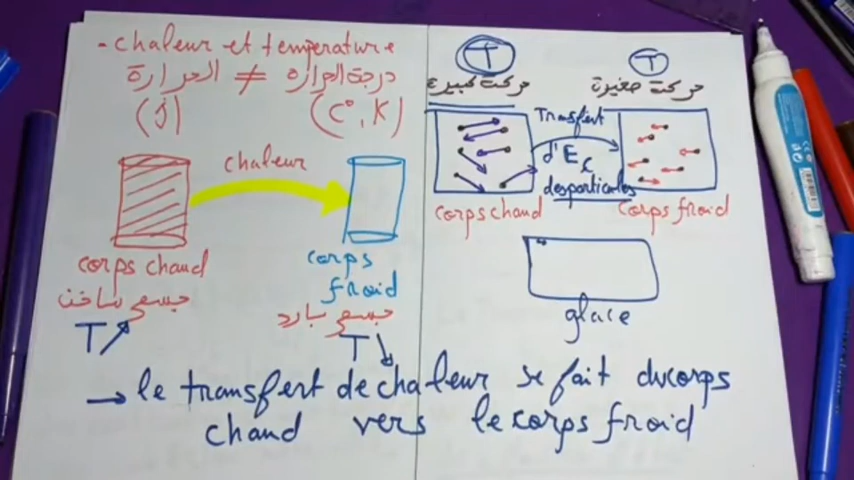 - chaleur et température
الحرارة ≠ درجة الحرارة
(J) (C°, K)
chaleur
corps chaud
جسم ساخن
T↗
corps
froid
جسم بارد
T↘
T
حركة كبيرة
T
حركة صغيرة
Transfert
d'Ec
des particules
corps chaud
corps froid
glace
→ le transfert de chaleur se fait du corps
chaud vers le corps froid